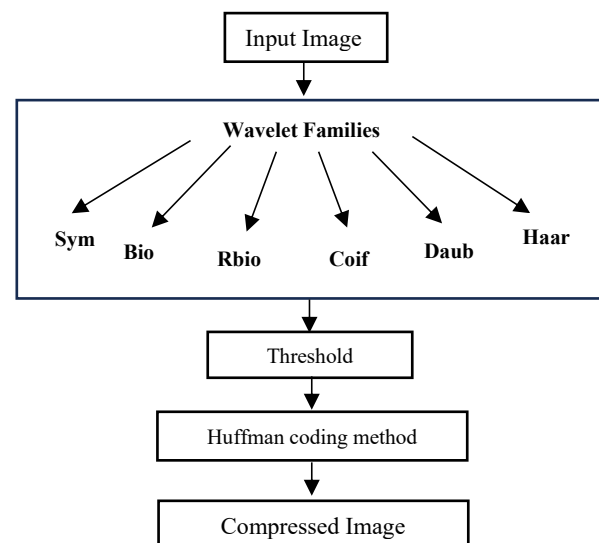 Input Image
Wavelet Families
Sym
Bio
Rbio
Coif
Daub
Haar
Threshold
Huffman coding method
Compressed Image